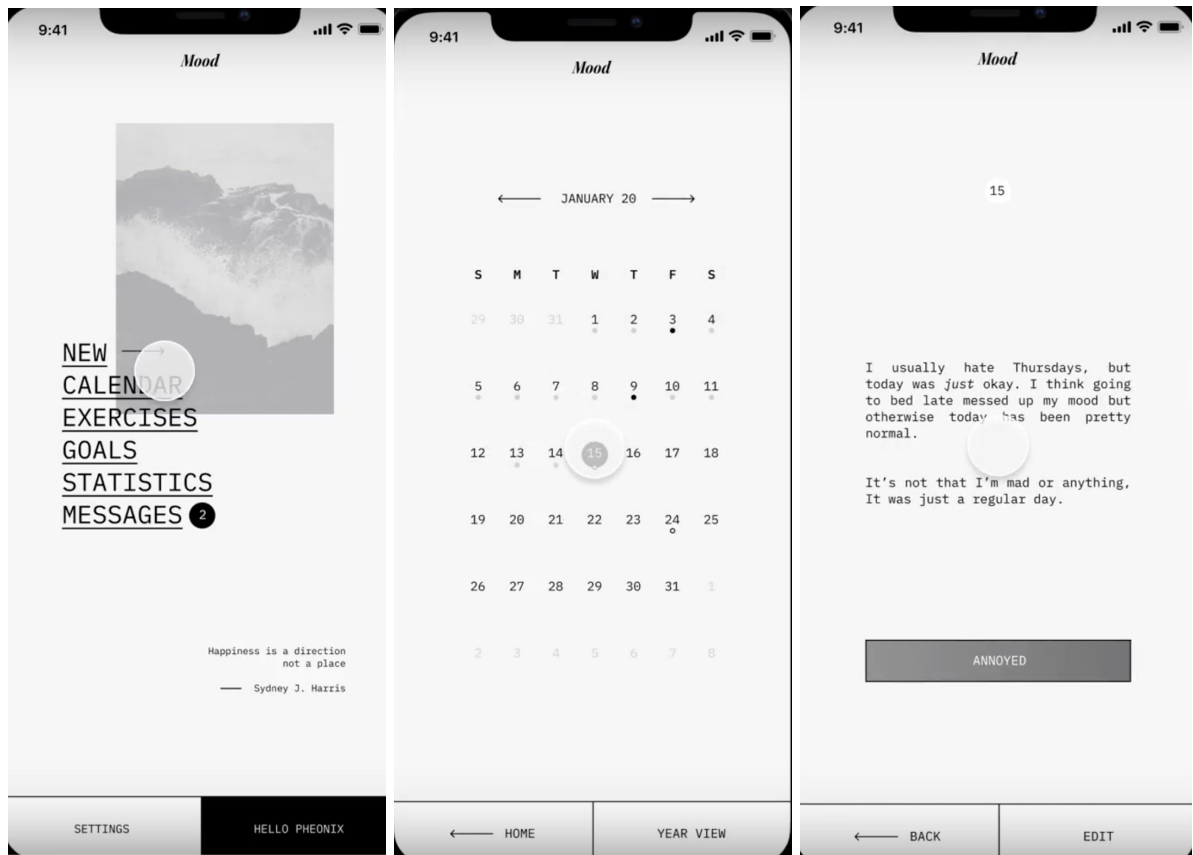 9:41
Mood
NEW
CALENDAR
EXERCISES
GOALS
STATISTICS
MESSAGES 2
Happiness is a direction
not a place
Sydney J. Harris
SETTINGS HELLO PHEONIX
9:41
Mood
JANUARY 20
S M T W T F S
29 30 31 1 2 3 4
5 6 7 8 9 10 11
12 13 14 15 16 17 18
19 20 21 22 23 24 25
26 27 28 29 30 31 1
2 3 4 5 6 7 8
HOME YEAR VIEW
9:41
Mood
15
I usually hate Thursdays, but
today was just okay. I think going
to bed late messed up my mood but
otherwise today has been pretty
normal.
It’s not that I’m mad or anything,
It was just a regular day.
ANNOYED
BACK EDIT